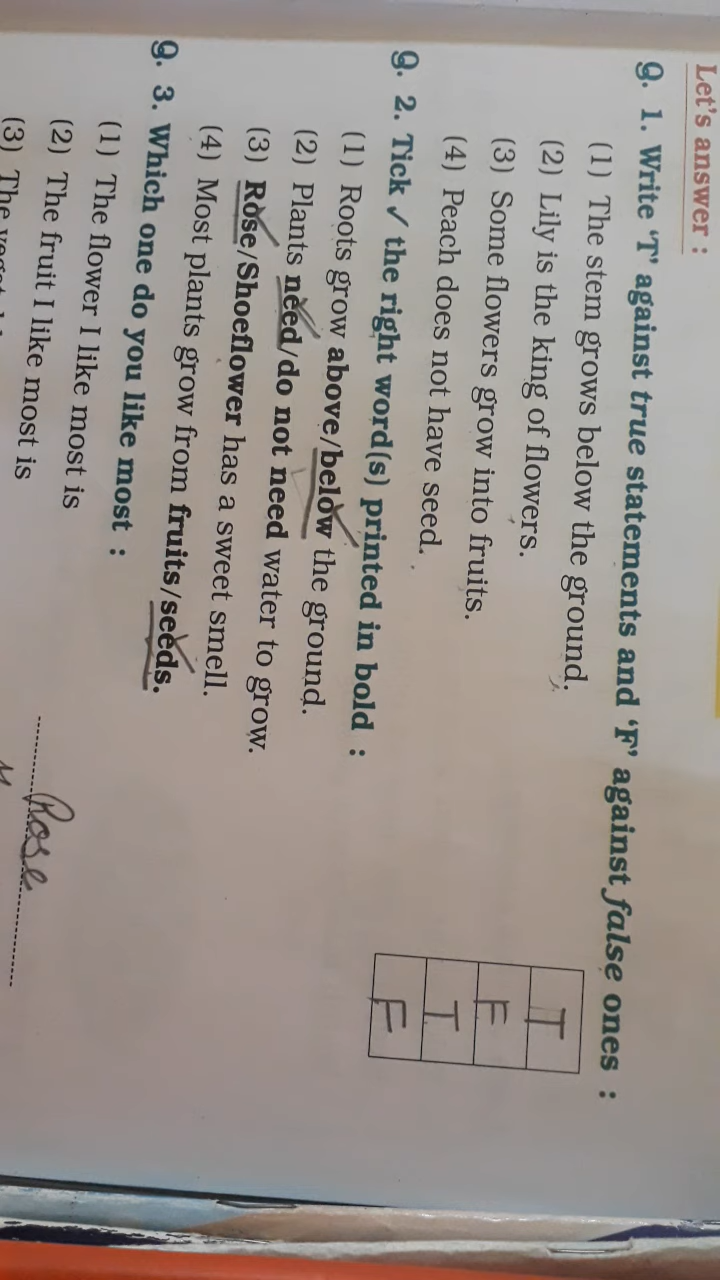 Let's answer :
Q. 1. Write 'T' against true statements and 'F' against false ones :
(1) The stem grows below the ground. T
(2) Lily is the king of flowers. F
(3) Some flowers grow into fruits. T
(4) Peach does not have seed. F
Q. 2. Tick ✓ the right word(s) printed in bold :
(1) Roots grow above/below the ground.
(2) Plants need/do not need water to grow.
(3) Rose/Shoeflower has a sweet smell.
(4) Most plants grow from fruits/seeds.
Q. 3. Which one do you like most :
(1) The flower I like most is Rose
(2) The fruit I like most is
(3) The